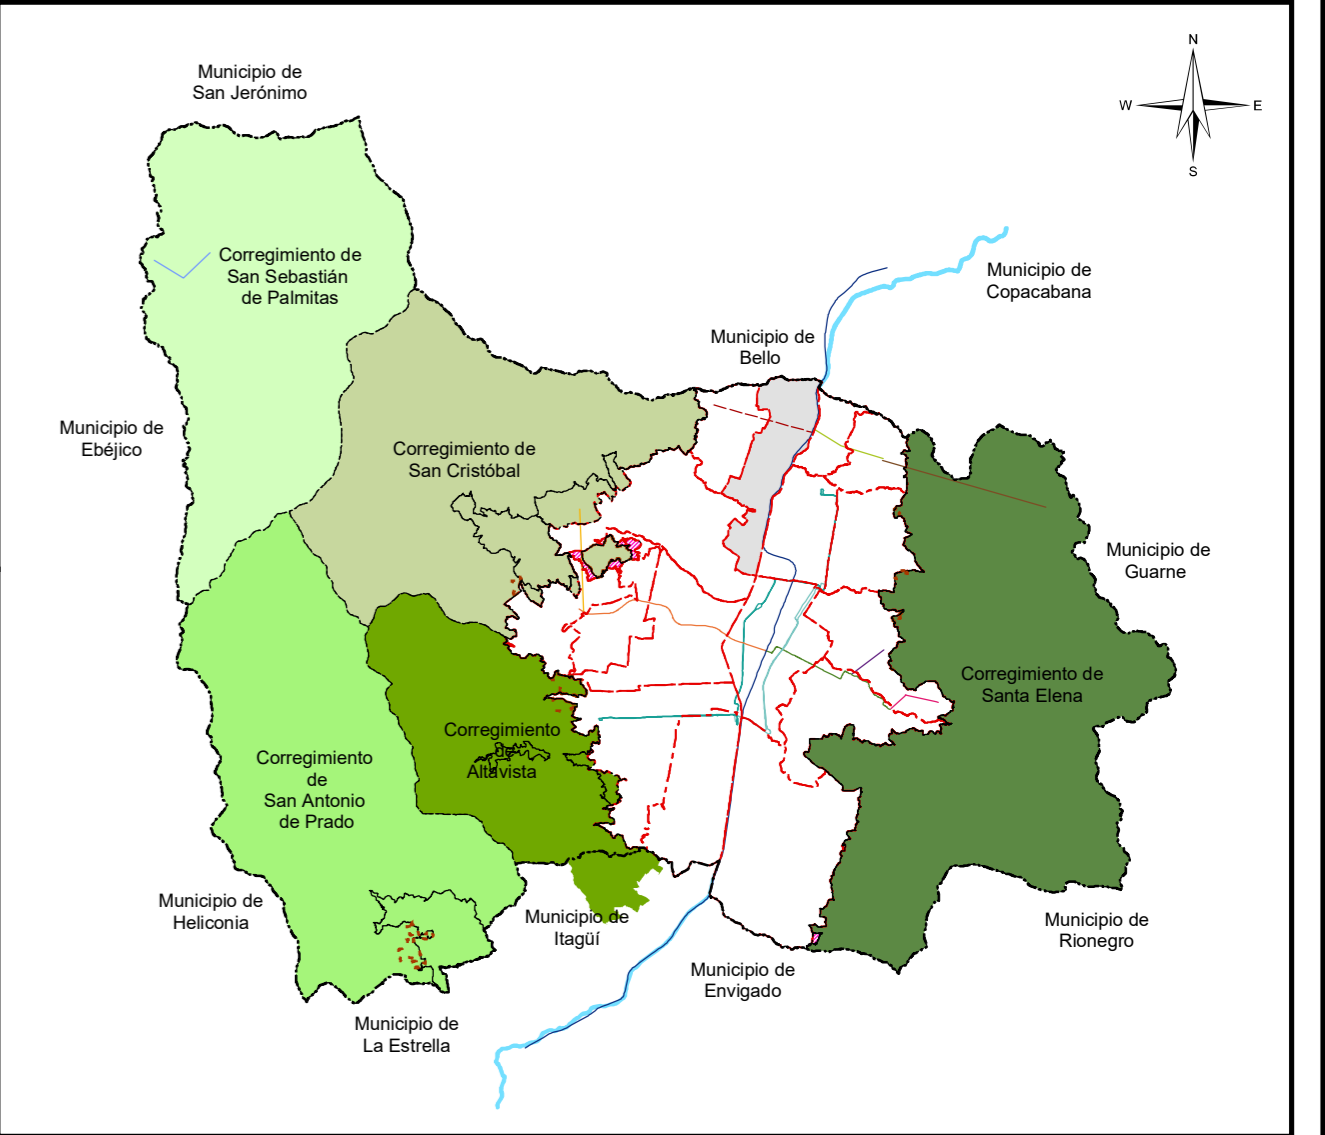 N
W
E
S
Municipio de
San Jerónimo
Corregimiento de
San Sebastián
de Palmitas
Municipio de
Copacabana
Municipio de
Bello
Municipio de
Ebéjico
Corregimiento de
San Cristóbal
Municipio de
Guarne
Corregimiento de
Santa Elena
Corregimiento
de
Altavista
Corregimiento
de
San Antonio
de Prado
Municipio de
Heliconia
Municipio de
Itagüí
Municipio de
Rionegro
Municipio de
Envigado
Municipio de
La Estrella